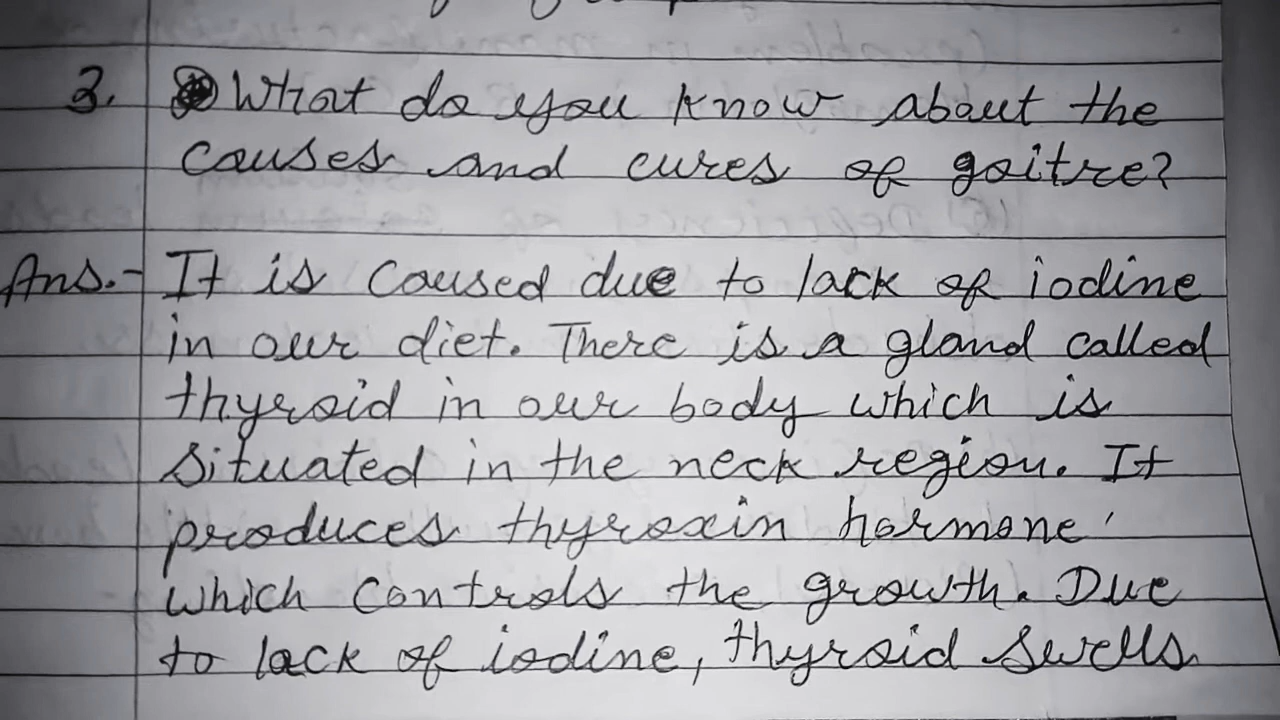 3. What do you know about the
causes and cures of goitre?
Ans.- It is caused due to lack of iodine
in our diet. There is a gland called
thyroid in our body which is
situated in the neck region. It
produces thyroxin hormone
which controls the growth. Due
to lack of iodine, thyroid swells